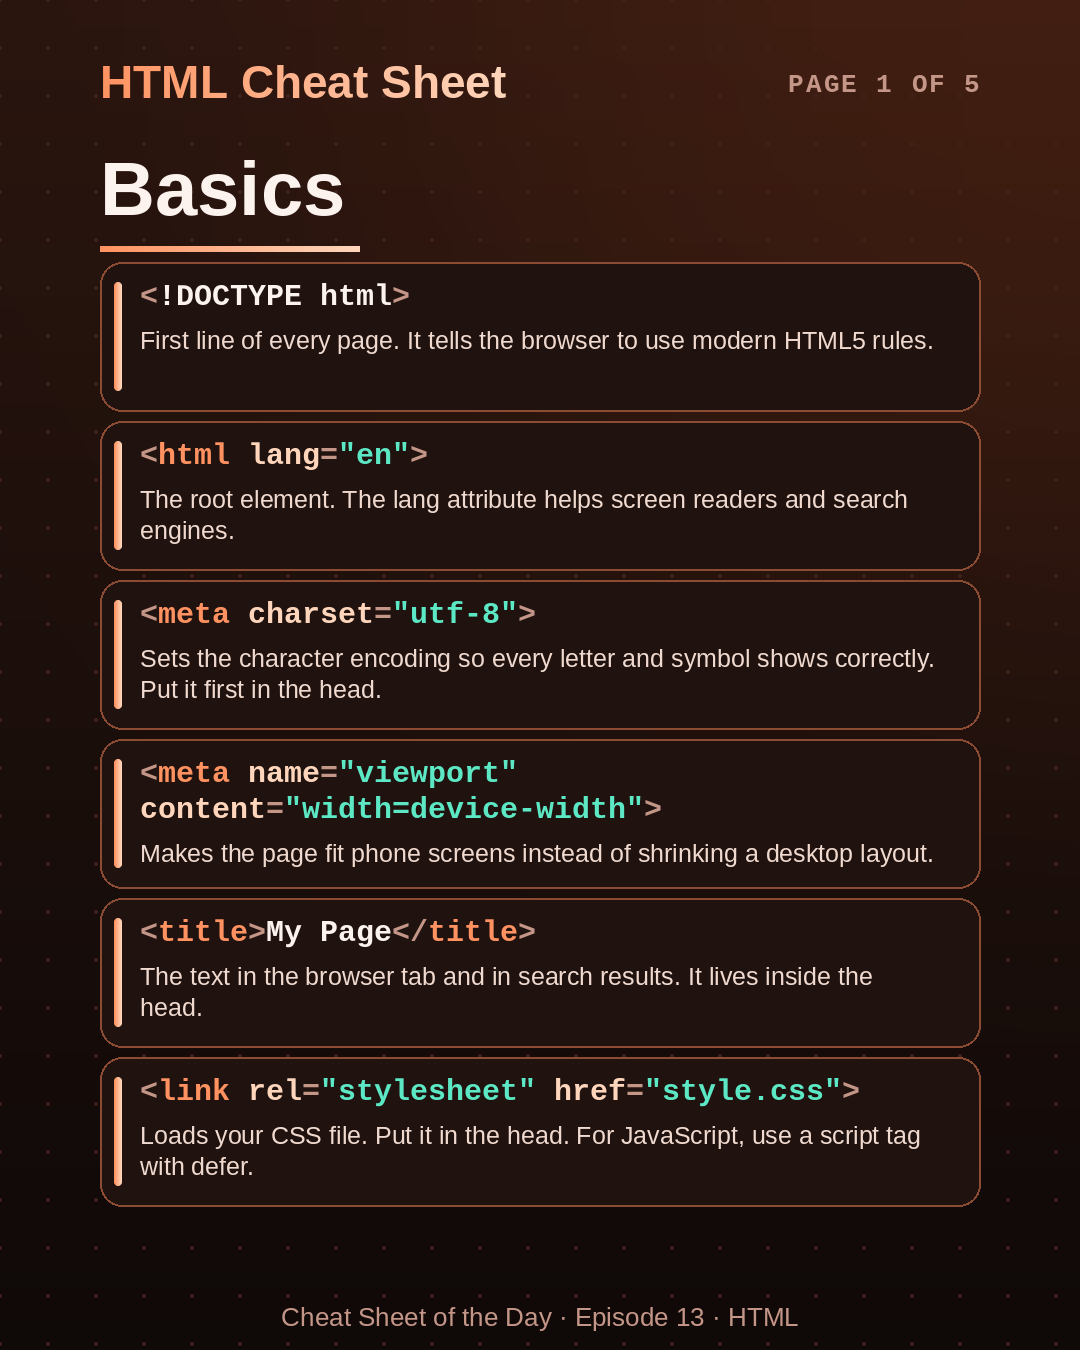 HTML Cheat Sheet
PAGE 1 OF 5
Basics
<!DOCTYPE html>
First line of every page. It tells the browser to use modern HTML5 rules.
<html lang="en">
The root element. The lang attribute helps screen readers and search
engines.
<meta charset="utf-8">
Sets the character encoding so every letter and symbol shows correctly.
Put it first in the head.
<meta name="viewport"
content="width=device-width">
Makes the page fit phone screens instead of shrinking a desktop layout.
<title>My Page</title>
The text in the browser tab and in search results. It lives inside the
head.
<link rel="stylesheet" href="style.css">
Loads your CSS file. Put it in the head. For JavaScript, use a script tag
with defer.
Cheat Sheet of the Day · Episode 13 · HTML